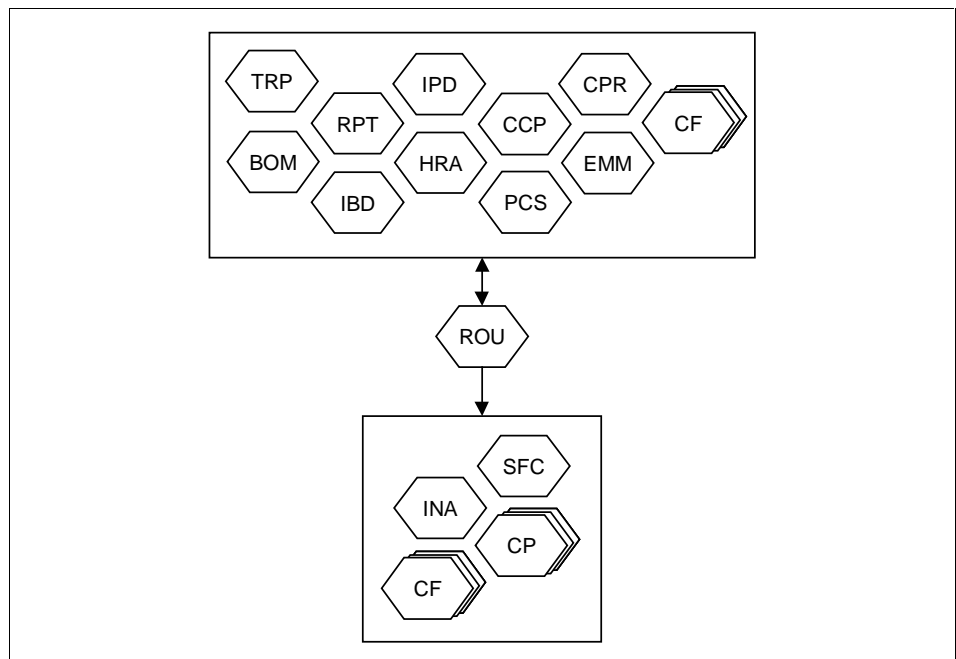 TRP
IPD
CPR
RPT
CCP
CF
BOM
HRA
EMM
IBD
PCS
ROU
SFC
INA
CP
CF